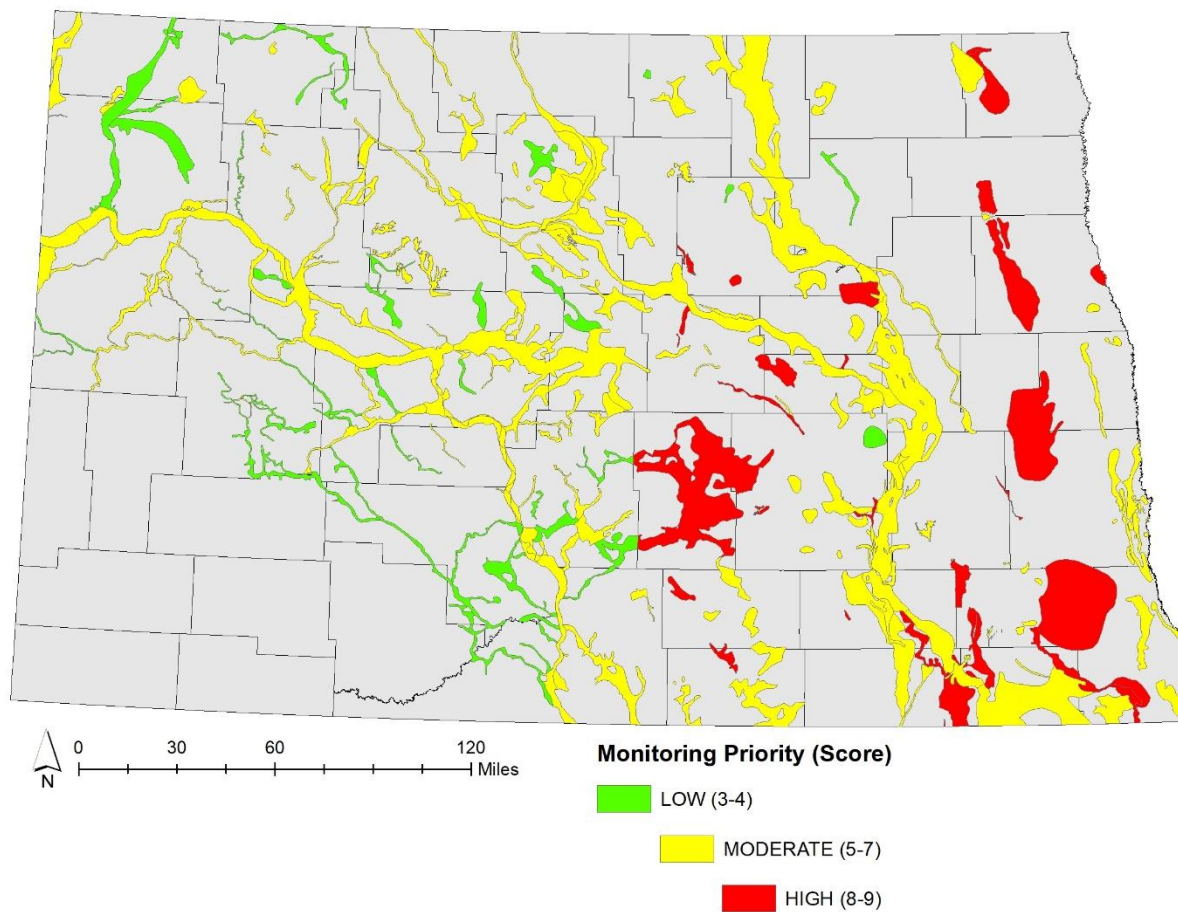 N
0 30 60 120
Miles
Monitoring Priority (Score)
LOW (3-4)
MODERATE (5-7)
HIGH (8-9)